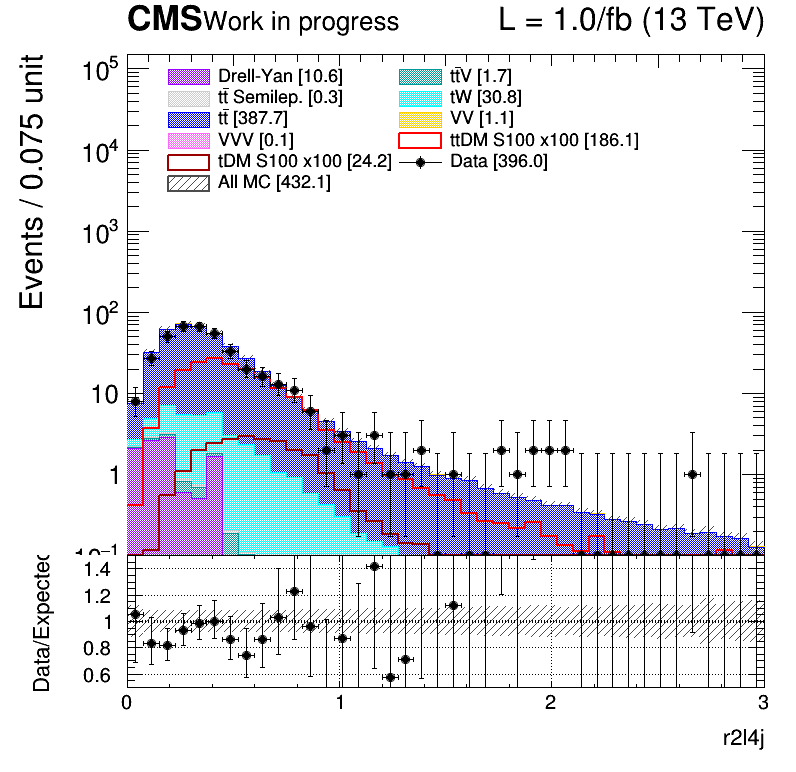 CMS Work in progress L = 1.0/fb (13 TeV)
Events / 0.075 unit
10⁵
10⁴
10³
10²
10
1
10⁻¹
Drell-Yan [10.6]
tt̄V [1.7]
tt̄ Semilep. [0.3]
tW [30.8]
tt̄ [387.7]
VV [1.1]
VVV [0.1]
ttDM S100 x100 [186.1]
tDM S100 x100 [24.2]
Data [396.0]
All MC [432.1]
Data/Expected
1.4
1.2
1
0.8
0.6
0 1 2 3
r2l4j